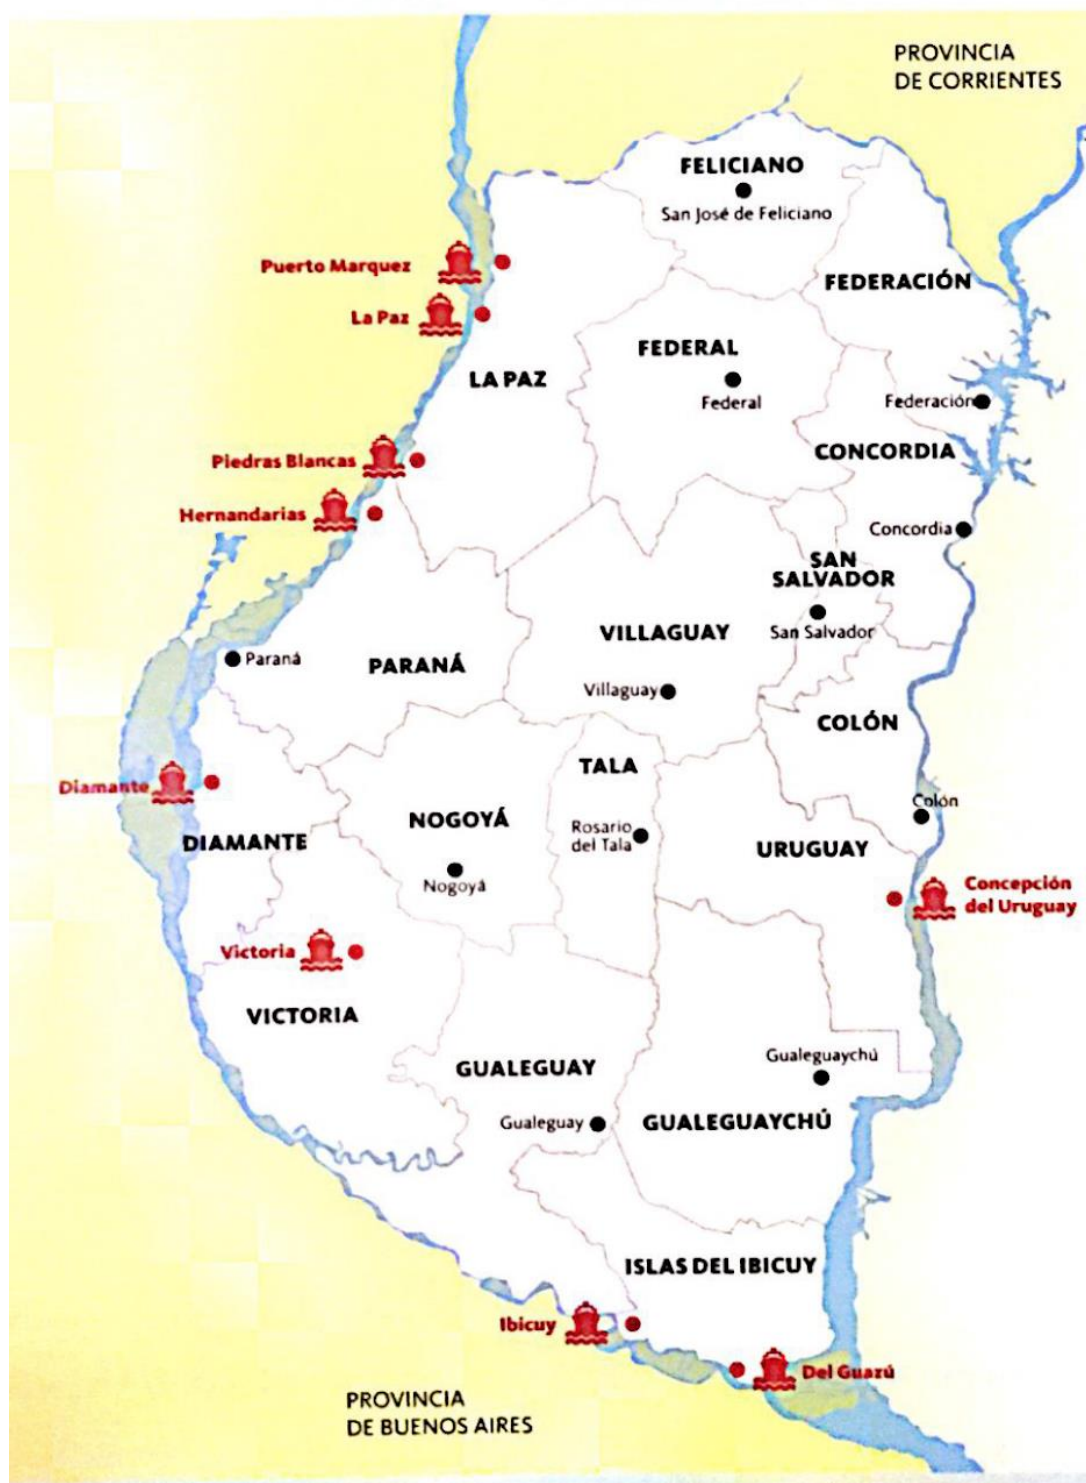 PROVINCIA
DE CORRIENTES
FELICIANO
San José de Feliciano
Puerto Marquez
FEDERACIÓN
La Paz
FEDERAL
LA PAZ
Federal
Federación
CONCORDIA
Piedras Blancas
Hernandarias
Concordia
SAN
SALVADOR
San Salvador
VILLAGUAY
Paraná
PARANÁ
Villaguay
COLÓN
TALA
Diamante
Colón
NOGOYÁ
Rosario
del Tala
DIAMANTE
URUGUAY
Nogoyá
Concepción
del Uruguay
Victoria
VICTORIA
Gualeguaychú
GUALEGUAY
Gualeguay
GUALEGUAYCHÚ
ISLAS DEL IBICUY
Ibicuy
Del Guazú
PROVINCIA
DE BUENOS AIRES